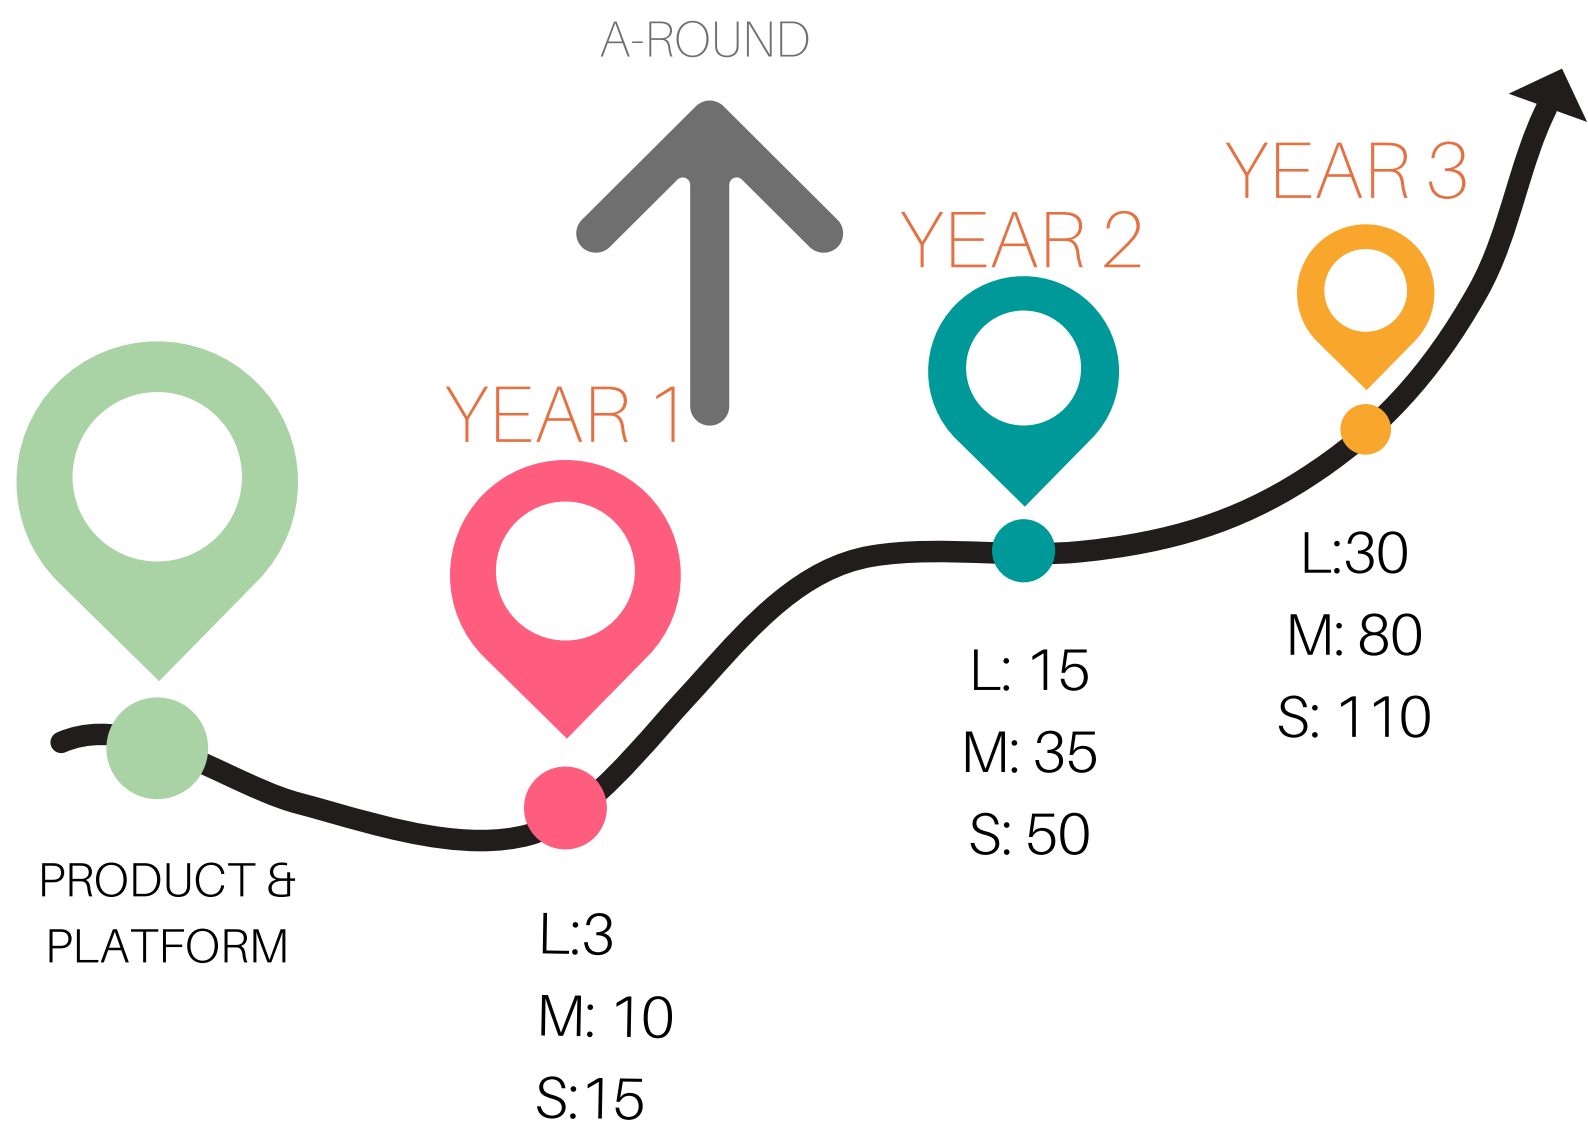 A-ROUND
YEAR 3
YEAR 2
YEAR 1
L:30
M: 80
S: 110
L: 15
M: 35
S: 50
PRODUCT &
PLATFORM
L:3
M: 10
S:15